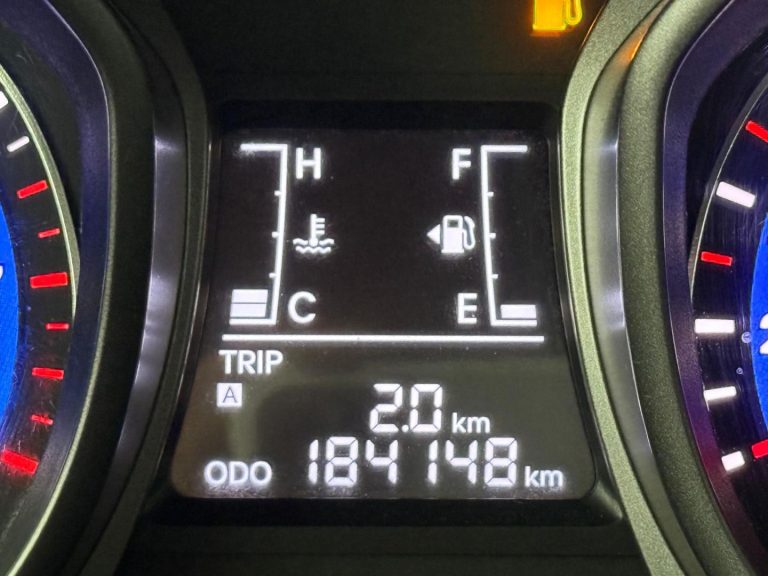 H F
C E
TRIP
A
2.0 km
ODO 184148 km